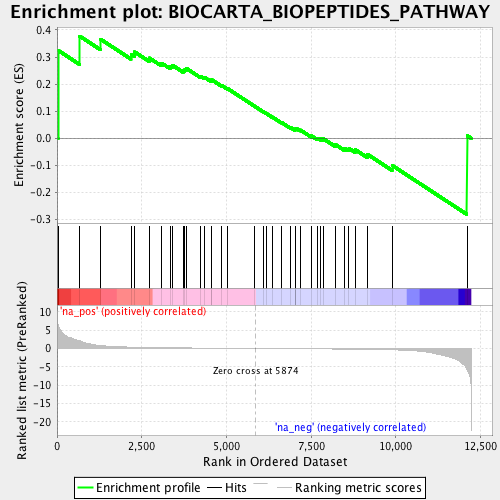 Enrichment plot: BIOCARTA_BIOPEPTIDES_PATHWAY
Enrichment score (ES)
0.4
0.3
0.2
0.1
0.0
-0.1
-0.2
-0.3
'na_pos' (positively correlated)
Ranked list metric (PreRanked)
10
5
0
-5
-10
-15
-20
Zero cross at 5874
'na_neg' (negatively correlated)
0
2,500
5,000
7,500
10,000
12,500
Rank in Ordered Dataset
Enrichment profile
Hits
Ranking metric scores